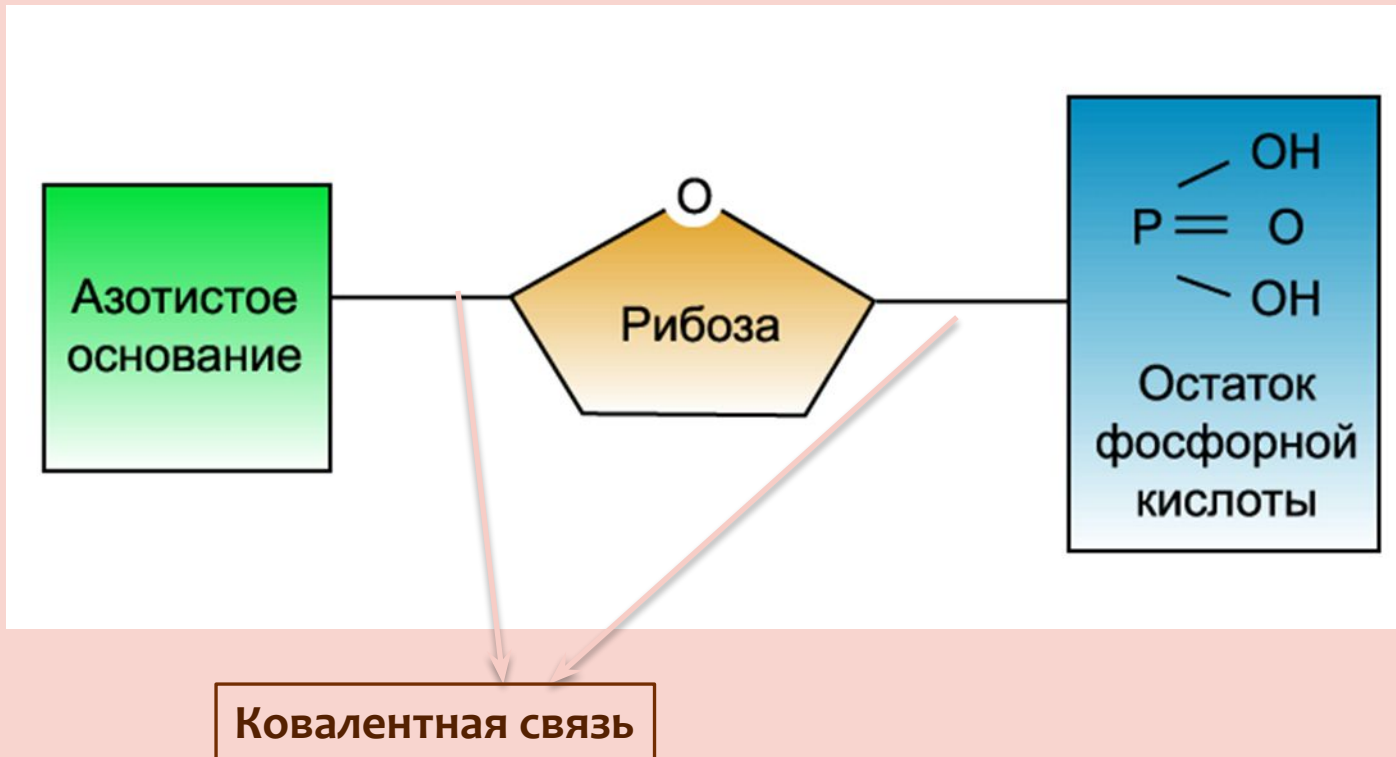 Азотистое
основание
О
Рибоза
OH
P = O
OH
Остаток
фосфорной
кислоты
Ковалентная связь